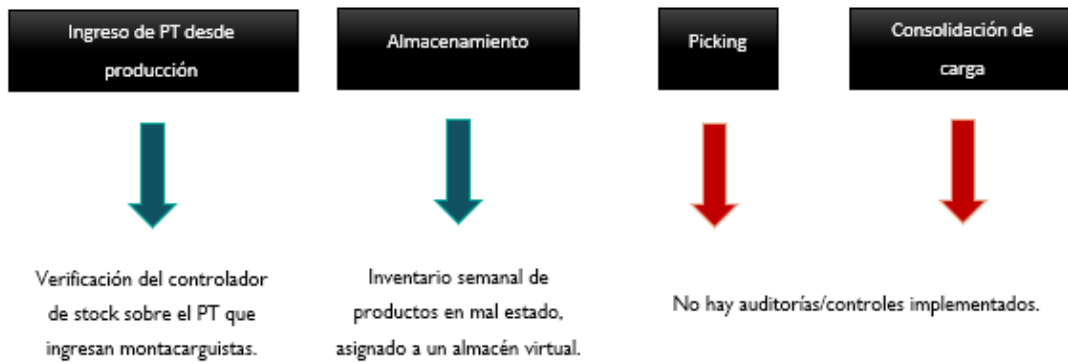 Ingreso de PT desde
producción
Almacenamiento
Picking
Consolidación de
carga
Verificación del controlador
de stock sobre el PT que
ingresan montacarguistas.
Inventario semanal de
productos en mal estado,
asignado a un almacén virtual.
No hay auditorías/controles implementados.